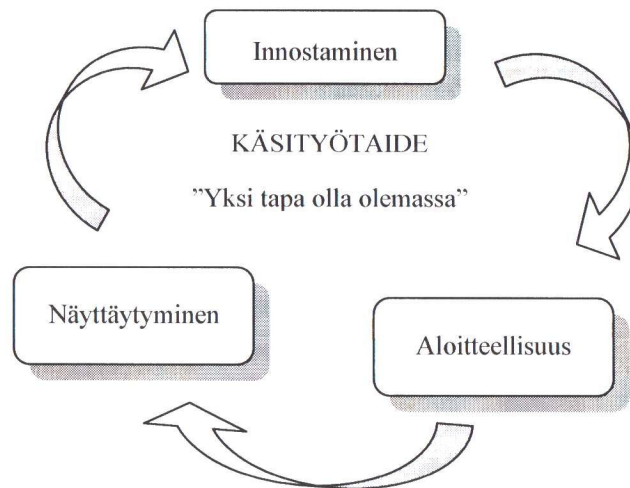 Innostaminen
KÄSITYÖTAIDE
”Yksi tapa olla olemassa”
Näyttäytyminen
Aloitteellisuus